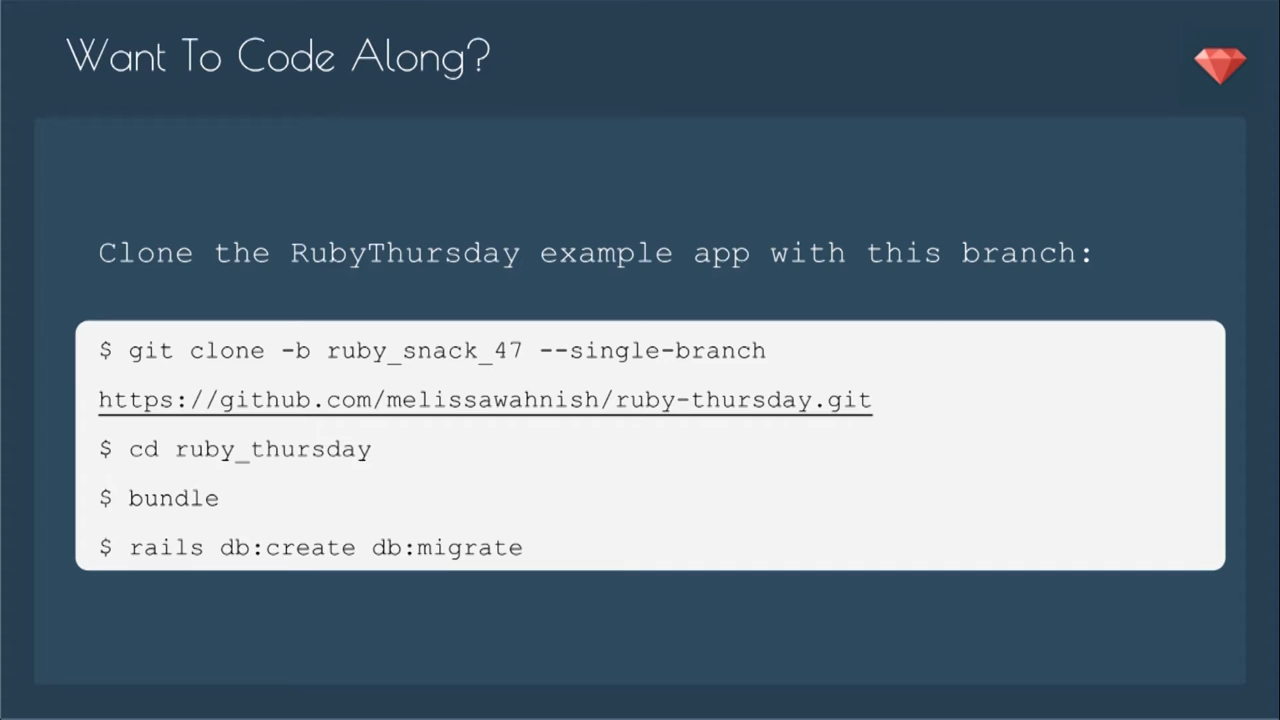 Want To Code Along?
Clone the RubyThursday example app with this branch:
$ git clone -b ruby_snack_47 --single-branch
https://github.com/melissawahnish/ruby-thursday.git
$ cd ruby_thursday
$ bundle
$ rails db:create db:migrate